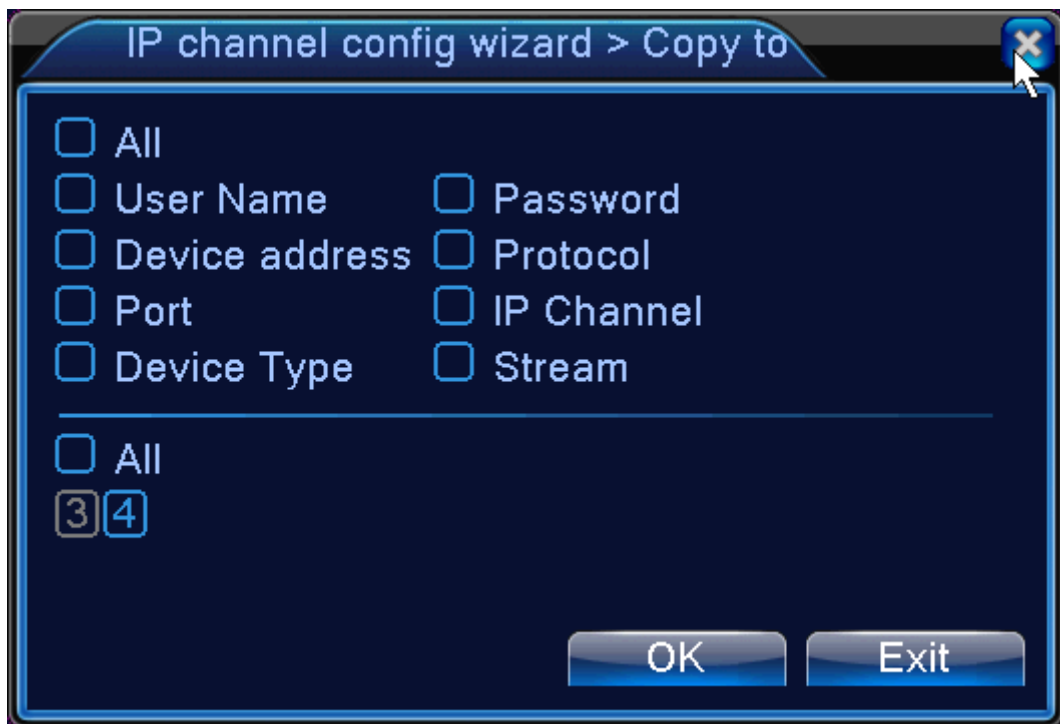 IP channel config wizard > Copy to
All
User Name Password
Device address Protocol
Port IP Channel
Device Type Stream
All
3 4
OK Exit